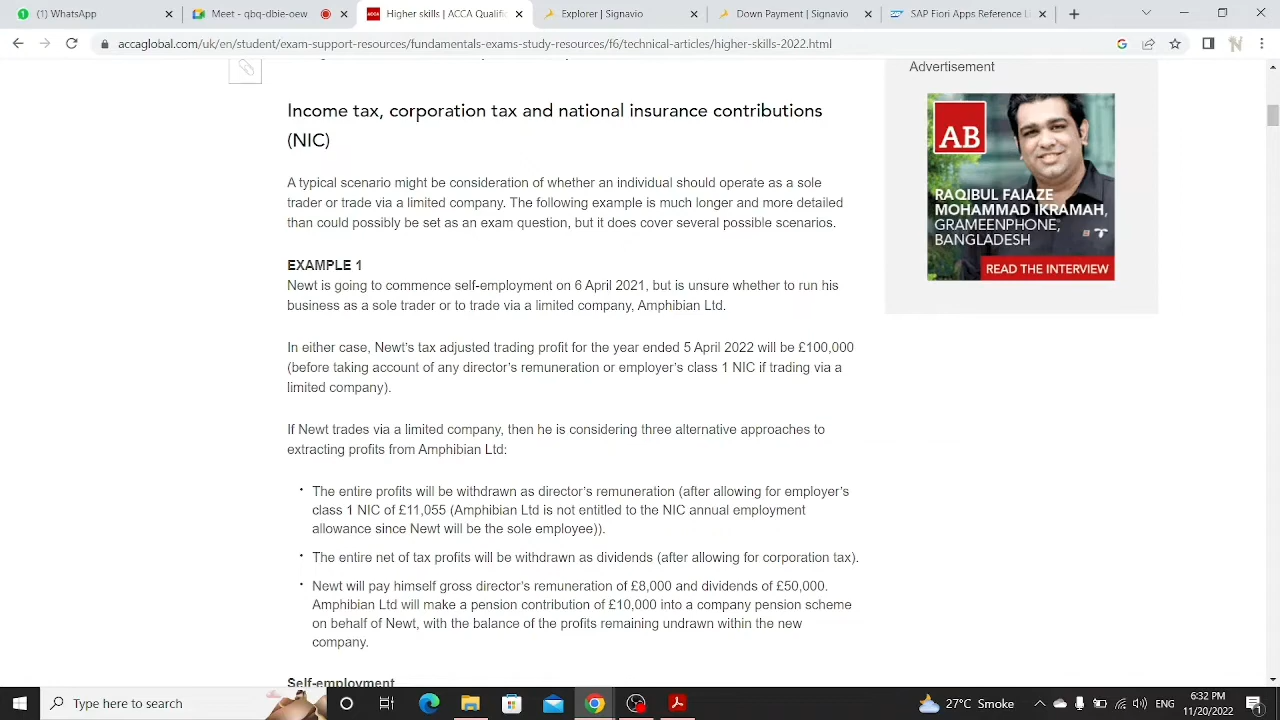 (1) WhatsApp
Meet - qbq-dbie-new
Higher skills | ACCA Qualific
Explorer | Signavio
Down Payment | Signavio
SAP Fiori Apps Reference Li
accaglobal.com/uk/en/student/exam-support-resources/fundamentals-exams-study-resources/f6/technical-articles/higher-skills-2022.html
Advertisement
AB
RAQIBUL FAIAZE
MOHAMMAD IKRAMAH,
GRAMEENPHONE,
BANGLADESH
READ THE INTERVIEW
Income tax, corporation tax and national insurance contributions
(NIC)
A typical scenario might be consideration of whether an individual should operate as a sole
trader or trade via a limited company. The following example is much longer and more detailed
than could possibly be set as an exam question, but it does cover several possible scenarios.
EXAMPLE 1
Newt is going to commence self-employment on 6 April 2021, but is unsure whether to run his
business as a sole trader or to trade via a limited company, Amphibian Ltd.
In either case, Newt's tax adjusted trading profit for the year ended 5 April 2022 will be £100,000
(before taking account of any director's remuneration or employer's class 1 NIC if trading via a
limited company).
If Newt trades via a limited company, then he is considering three alternative approaches to
extracting profits from Amphibian Ltd:
· The entire profits will be withdrawn as director's remuneration (after allowing for employer's
class 1 NIC of £11,055 (Amphibian Ltd is not entitled to the NIC annual employment
allowance since Newt will be the sole employee)).
· The entire net of tax profits will be withdrawn as dividends (after allowing for corporation tax).
· Newt will pay himself gross director's remuneration of £8,000 and dividends of £50,000.
Amphibian Ltd will make a pension contribution of £10,000 into a company pension scheme
on behalf of Newt, with the balance of the profits remaining undrawn within the new
company.
Self-employment
Type here to search
27°C Smoke
ENG
6:32 PM
11/20/2022